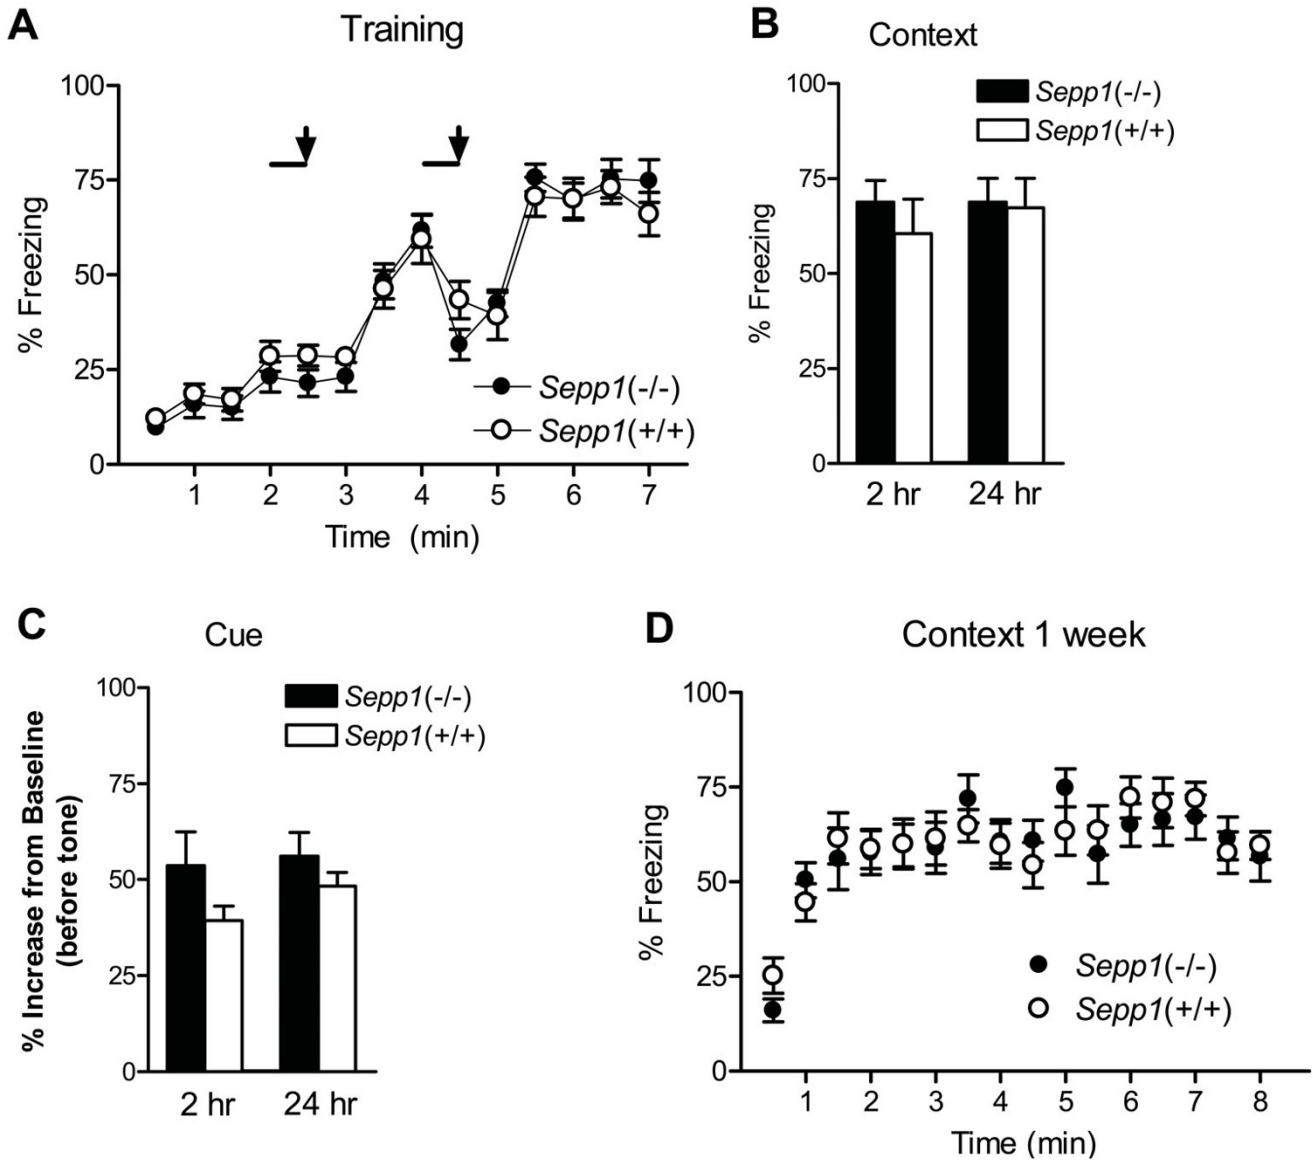 A
Training
100
75
50
25
0
% Freezing
Sepp1(-/-)
Sepp1(+/+)
1 2 3 4 5 6 7
Time (min)
B
Context
100
75
50
25
0
% Freezing
Sepp1(-/-)
Sepp1(+/+)
2 hr 24 hr
C
Cue
100
75
50
25
0
% Increase from Baseline
(before tone)
Sepp1(-/-)
Sepp1(+/+)
2 hr 24 hr
D
Context 1 week
100
75
50
25
0
% Freezing
Sepp1(-/-)
Sepp1(+/+)
1 2 3 4 5 6 7 8
Time (min)